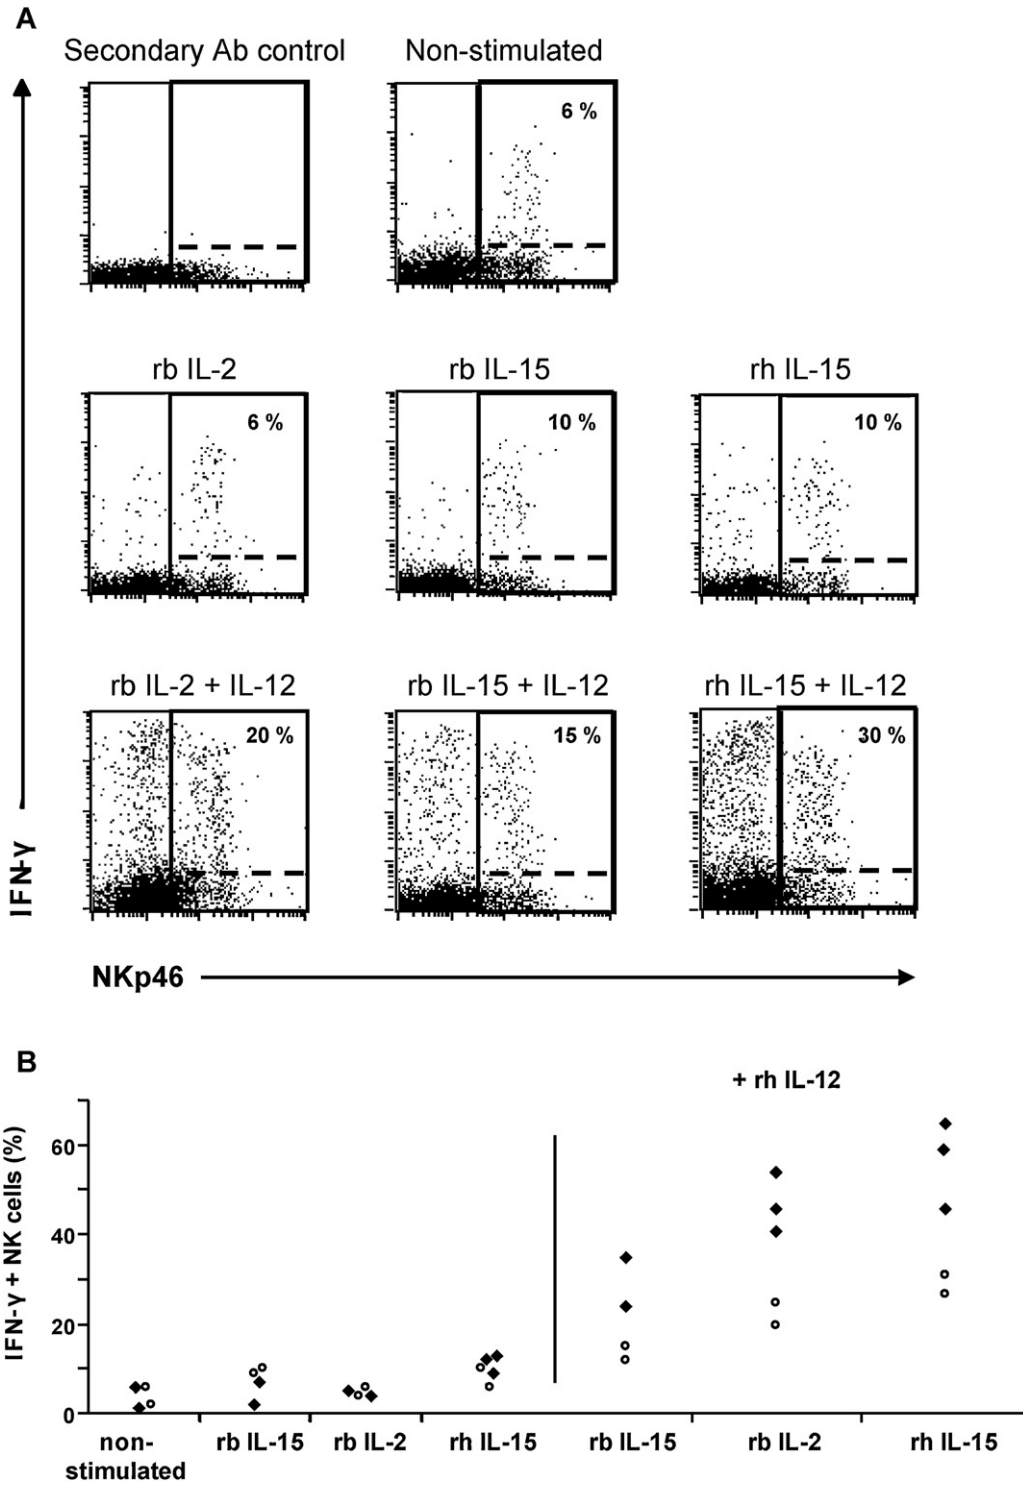 A
Secondary Ab control
Non-stimulated
6 %
rb IL-2
rb IL-15
rh IL-15
6 %
10 %
10 %
rb IL-2 + IL-12
rb IL-15 + IL-12
rh IL-15 + IL-12
20 %
15 %
30 %
IFN-γ
NKp46
B
+ rh IL-12
IFN-γ + NK cells (%)
60
40
20
0
non-
stimulated
rb IL-15
rb IL-2
rh IL-15
rb IL-15
rb IL-2
rh IL-15